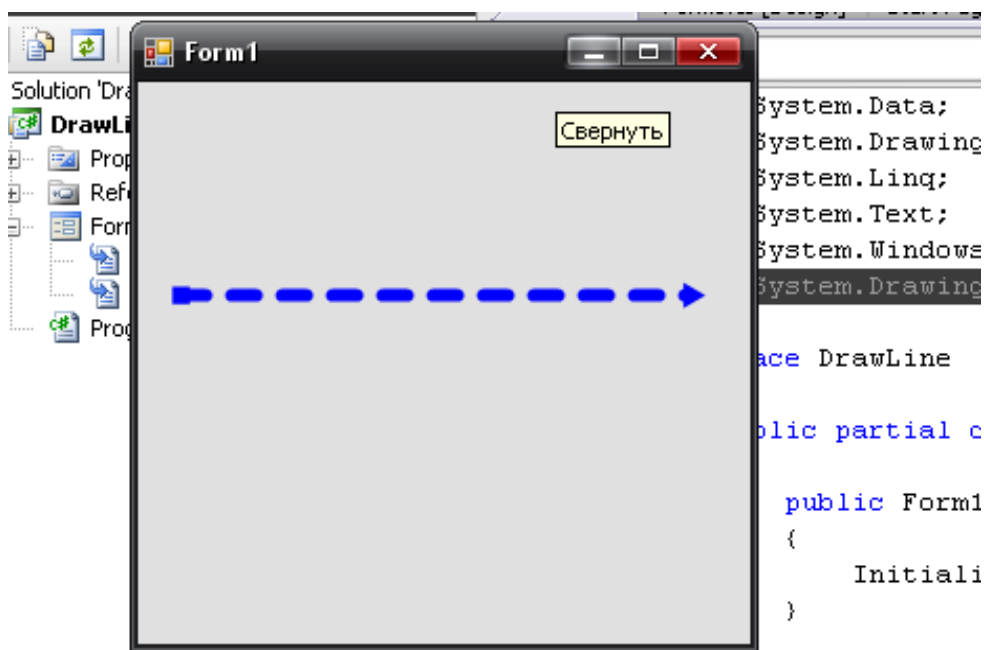 Form1
Свернуть
Solution 'Dra
DrawLi
Prop
Refe
Forr
Prog
System.Data;
System.Drawing
System.Linq;
System.Text;
System.Windows
System.Drawing
ace DrawLine
blic partial c
public Form1
{
Initiali
}